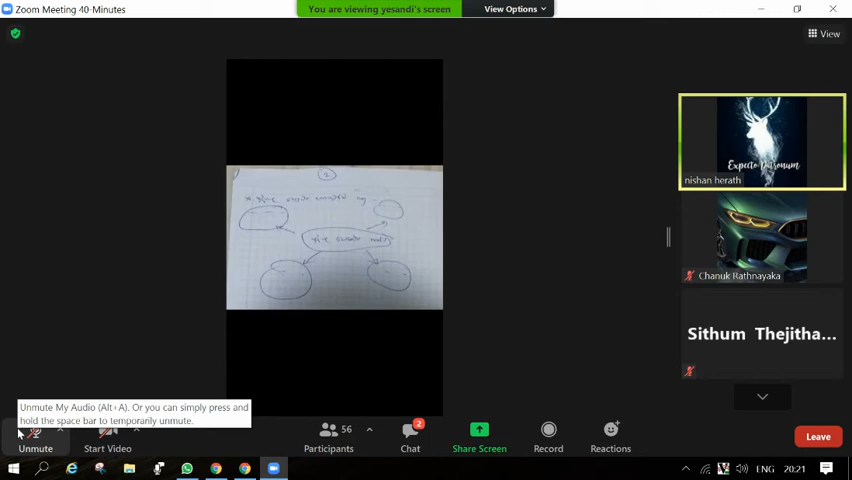 Zoom Meeting 40-Minutes
You are viewing yesandi's screen
View Options
View
Expecto Patronum
nishan herath
Chanuk Rathnayaka
Sithum Thejitha...
Unmute My Audio (Alt+A). Or you can simply press and
hold the space bar to temporarily unmute.
Unmute
Start Video
56
Participants
2
Chat
Share Screen
Record
Reactions
Leave
ENG
20:21